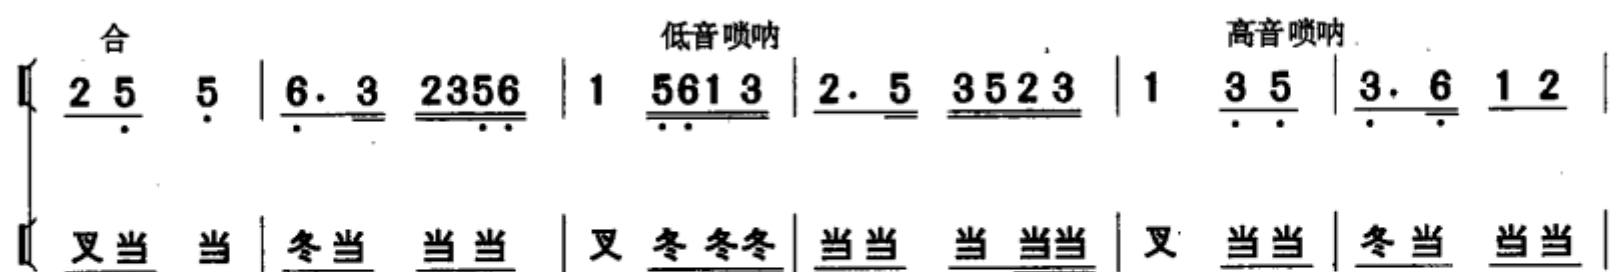 合 低音唢呐 高音唢呐
2 5 5 | 6. 3 2356 | 1 561 3 | 2. 5 3523 | 1 3 5 | 3. 6 1 2 |
叉当 当 | 冬当 当当 | 叉 冬 冬冬 | 当当 当 当当 | 叉 当当 | 冬当 当当 |